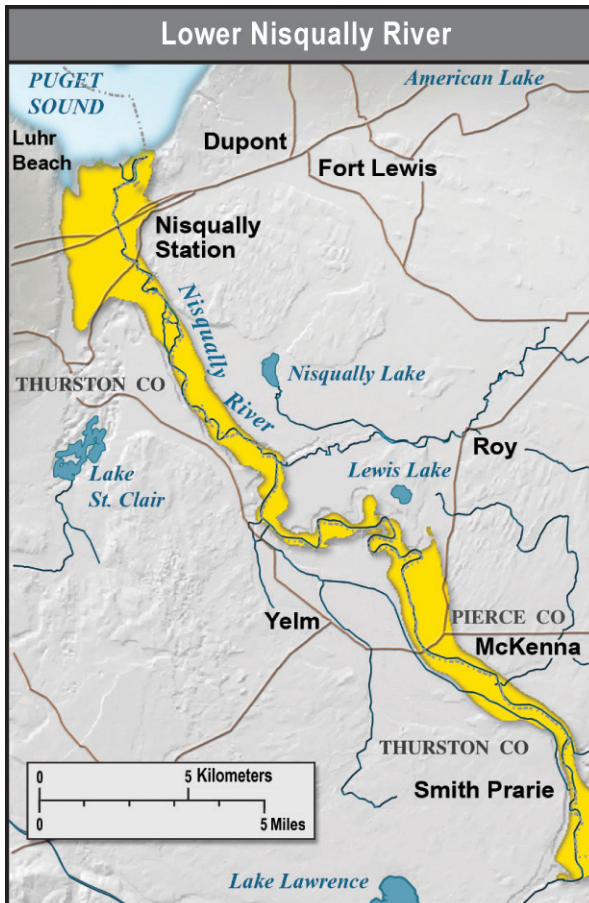 Lower Nisqually River
PUGET
SOUND
American Lake
Luhr
Beach
Dupont
Fort Lewis
Nisqually
Station
Nisqually
River
THURSTON CO
Nisqually Lake
Lake
St. Clair
Roy
Lewis Lake
Yelm
PIERCE CO
McKenna
THURSTON CO
Smith Prarie
0 5 Kilometers
0 5 Miles
Lake Lawrence